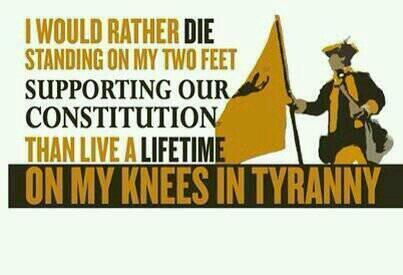 I WOULD RATHER DIE
STANDING ON MY TWO FEET
SUPPORTING OUR
CONSTITUTION
THAN LIVE A LIFETIME
ON MY KNEES IN TYRANNY